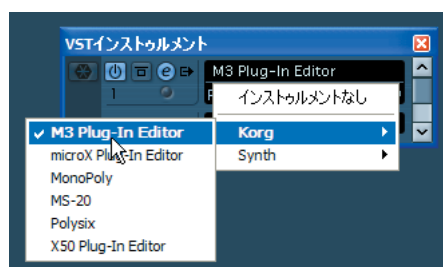 VSTインストゥルメント
e
M3 Plug-In Editor
1
インストゥルメントなし
M3 Plug-In Editor
Korg
microX Plug-In Editor
Synth
MonoPoly
MS-20
Polysix
X50 Plug-In Editor